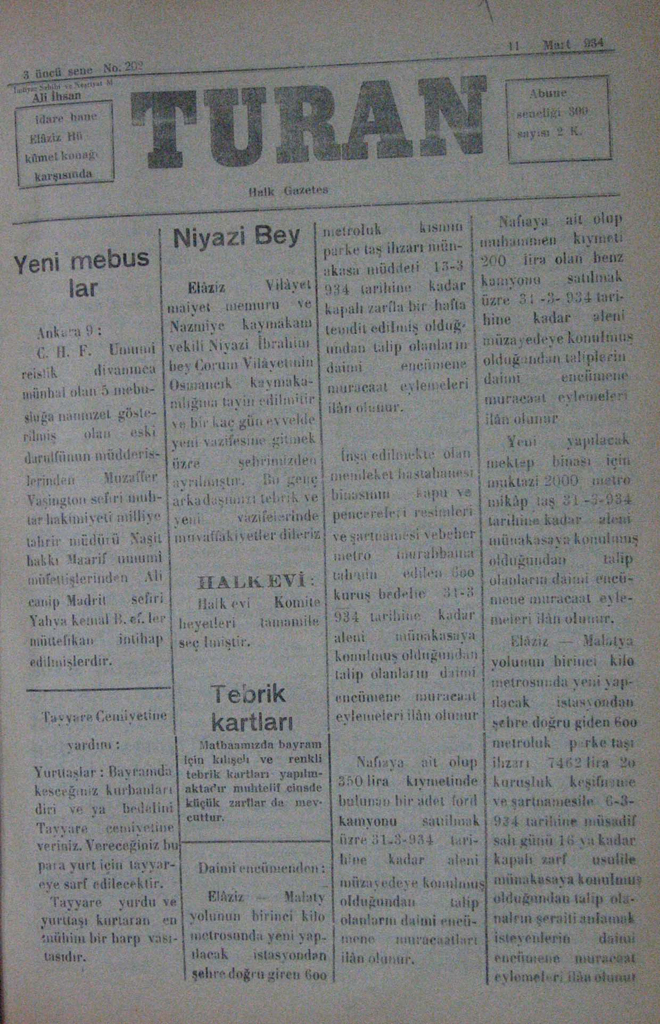 3 üncü sene No. 202
11 Mart 934
Ali İhsan
idare hane
Elâziz Hü
kûmet konağı
karşısında
TURAN
Halk Gazetes
Abune
seneliği 300
sayısı 2 K.
Yeni mebus
lar
Ankara 9 :
C. H. F. Umumi
reislik divanınca
münhal olan 5 mebu-
sluğa namzet göste-
rilmiş olan eski
darulfünun müdderis-
lerinden Muzaffer
Vaşington sefiri muh-
tar hakimiyeti milliye
tahrir müdürü Naşit
hakkı Maarif umumi
müfettişlerinden Ali
canip Madrit sefiri
Yahya kemal B. ef. ler
müttefikan intihap
edilmişlerdir.
Tayyare Cemiyetine
yardım :
Yurttaşlar : Bayramda
keseceğiniz kurbanları
diri ve ya bedelini
Tayyare cemiyetine
veriniz. Vereceğiniz bu
para yurt için tayyar-
eye sarf edilecektir.
Tayyare yurdu ve
yurttaşı kurtaran en
mühim bir harp vası-
tasıdır.
Niyazi Bey
Elâziz Vilâyet
maiyet memuru ve
Nazmiye kaymakam
vekili Niyazi İbrahim
bey Çorum Vilâyetinin
Osmancık kaymaka-
mlığına tayin edilmitir
ve bir kaç gün evvelde
yeni vazifesine gitmek
üzre şehrimizden
ayrılmıştır. Bu genç
arkadaşımızı tebrik ve
yeni vazifelerinde
muvaffakiyetler dileriz
HALK EVİ :
Halk evi Komite
heyetleri tamamile
seç lmiştir.
Tebrik
kartları
Matbaamızda bayram
için kılışeli ve renkli
tebrik kartları yapılm-
aktadır muhtelif cinsde
küçük zarflar da mev-
cuttur.
Daimi encümenden :
Elâziz — Malaty
yolunun birinci kilo
metrosunda yeni yap-
ılacak istasyondan
şehre doğru giren 600
metroluk kısmın
parke taş ihzarı mün-
akasa müddeti 15-3
934 tarihine kadar
kapalı zarfla bir hafta
temdit edilmiş olduğ-
undan talip olanların
daimi encümene
muracaat eylemeleri
ilân olunur.
İnşa edilmekte olan
memleket hastahanesi
binasının kapu ve
pencereleri resimleri
ve şartnamesi vebeher
metro murabbaına
tahmin edilen 600
kuruş bedelle 31-3
934 tarihine kadar
aleni münakasaya
konulmuş olduğundan
talip olanların daimi
encümene muracaat
eylemeleri ilân olunur
Nafıaya ait olup
350 lira kıymetinde
bulunan bir adet ford
kamyonu satılmak
üzre 31-3-934 tari-
hine kadar aleni
müzayedeye konulmuş
olduğundan talip
olanların daimi encü-
mene muracaatları
ilân olunur.
Nafıaya ait olup
muhammen kıymeti
200 lira olan benz
kamyonu satılmak
üzre 31 -3- 934 tari-
hine kadar aleni
müzayedeye konulmuş
olduğundan taliplerin
daimi encümene
muracaat eylemeleri
ilân olunur
Yeni yapılacak
mektep binası için
muktazi 2000 metro
mikâp taş 31 -3-934
tarihine kadar aleni
münakasaya konulmuş
olduğundan talip
olanların daimi encü-
mene muracaat eyle-
meleri ilân olunur.
Elâziz — Malatya
yolunun birinci kilo
metrosunda yeni yap-
ılacak istasyondan
şehre doğru giden 600
metroluk parke taşı
ihzarı 7462 lira 20
kuruşluk keşifname
ve şartnamesile 6-3-
934 tarihine müsadif
salı günü 16 ya kadar
kapalı zarf usulile
münakasaya konulmuş
olduğundan talip ola-
nalrın şeraiti anlamak
isteyenlerin daimi
encümene muracaat
eylemeleri ilân olunur